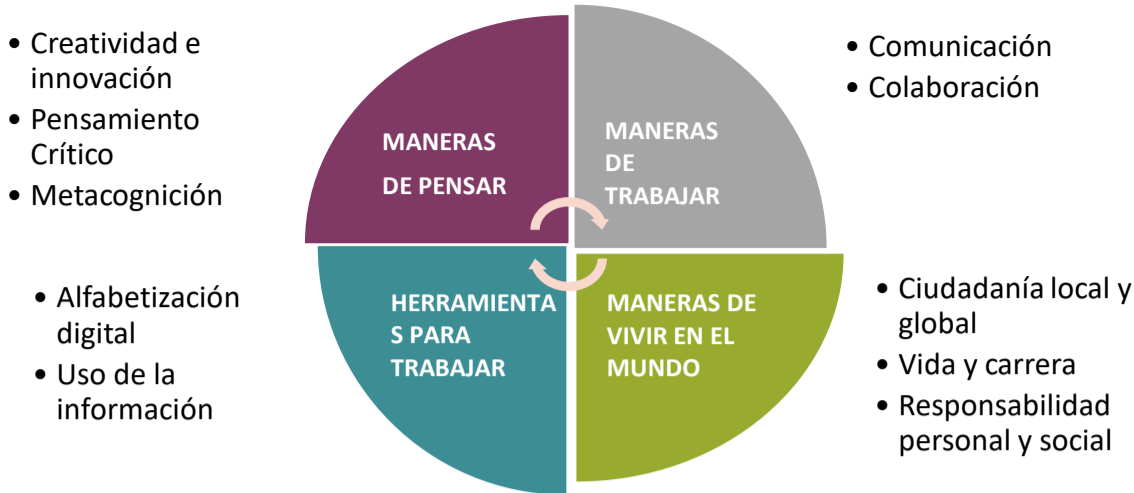 • Creatividad e
innovación
• Pensamiento
Crítico
• Metacognición
MANERAS
DE PENSAR
MANERAS
DE
TRABAJAR
• Comunicación
• Colaboración
• Alfabetización
digital
• Uso de la
información
HERRAMIENTA
S PARA
TRABAJAR
MANERAS DE
VIVIR EN EL
MUNDO
• Ciudadanía local y
global
• Vida y carrera
• Responsabilidad
personal y social